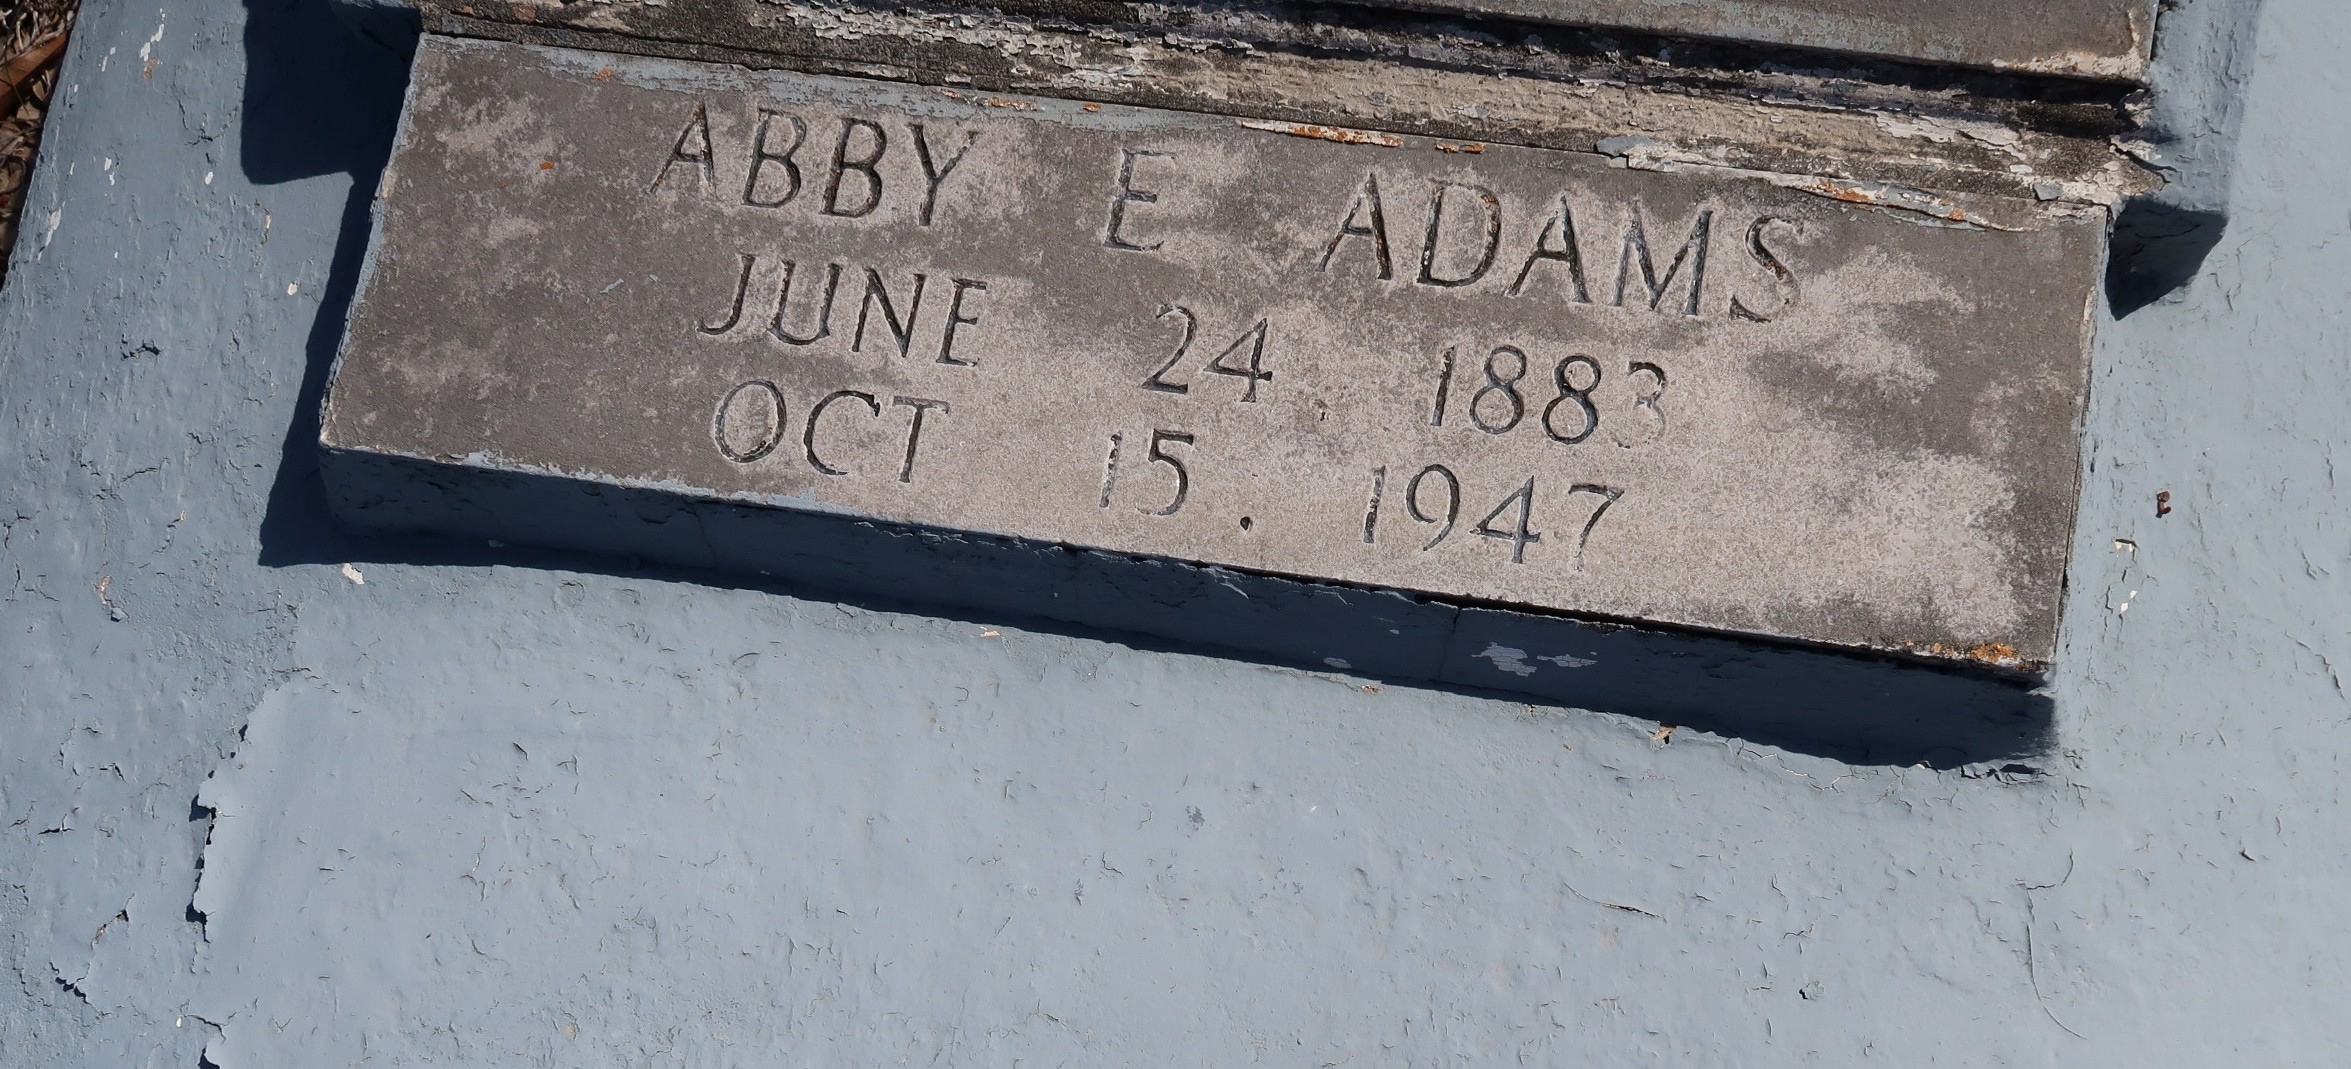 ABBY E ADAMS
JUNE 24. 1883
OCT 15. 1947